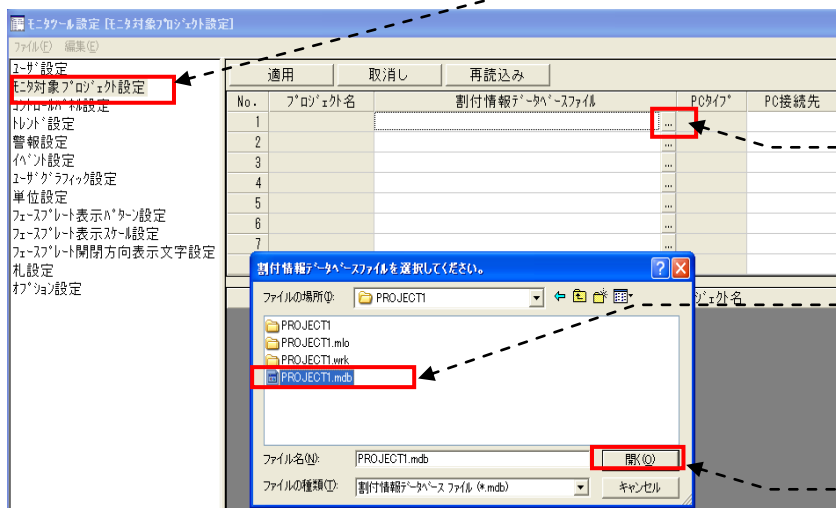 モニタツール設定 [モニタ対象プロジェクト設定]
ファイル(F) 編集(E)
ユーザ設定
モニタ対象プロジェクト設定
コントロールパネル設定
トレンド設定
警報設定
イベント設定
ユーザグラフィック設定
単位設定
フェースプレート表示パターン設定
フェースプレート表示スケール設定
フェースプレート開閉方向表示文字設定
札設定
オプション設定
適用 取消し 再読込み
No. プロジェクト名 割付情報データベースファイル PCタイプ PC接続先
1 ...
2 ...
3 ...
4 ...
5 ...
6 ...
7 ...
割付情報データベースファイルを選択してください。
ファイルの場所(I): PROJECT1
ジェクト名
PROJECT1
PROJECT1.mlo
PROJECT1.wrk
PROJECT1.mdb
ファイル名(N): PROJECT1.mdb 開く(O)
ファイルの種類(T): 割付情報データベース ファイル (*.mdb) キャンセル